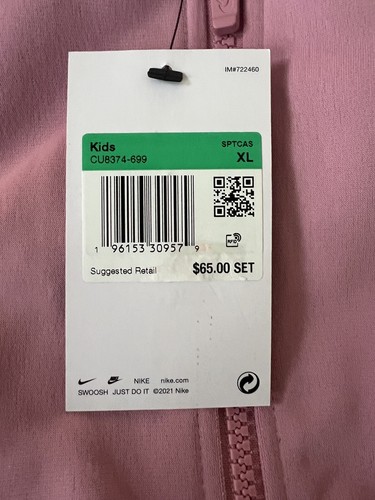 IM#722460
Kids SPTCAS
CU8374-699 XL
1 96153 30957 9
RFID
Suggested Retail $65.00 SET
NIKE nike.com
SWOOSH JUST DO IT ©2021 Nike